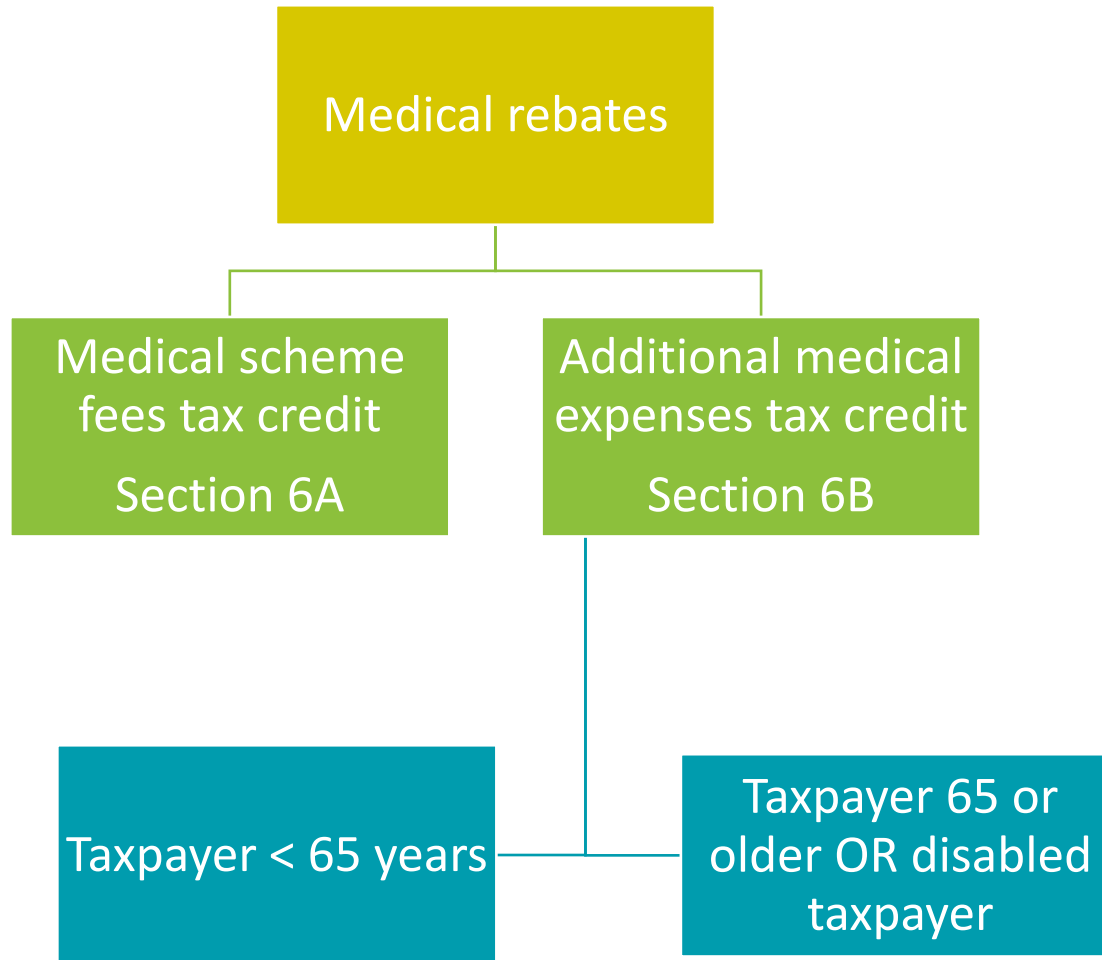 Medical rebates
Medical scheme
fees tax credit
Section 6A
Additional medical
expenses tax credit
Section 6B
Taxpayer < 65 years
Taxpayer 65 or
older OR disabled
taxpayer